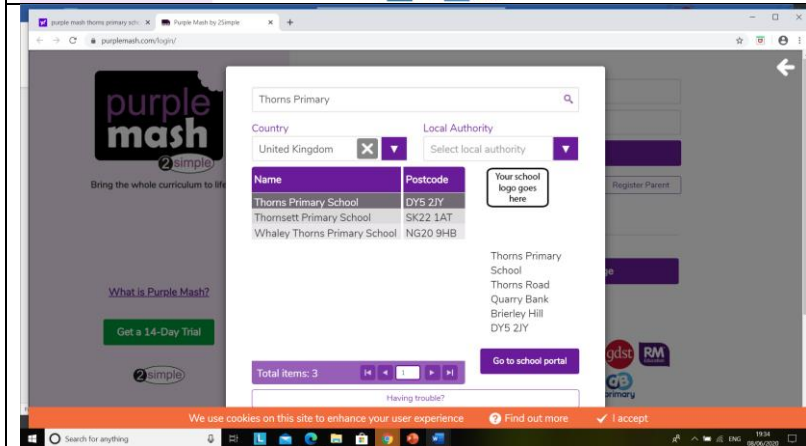 purple mash thorns primary scho
Purple Mash by 2Simple
purplemash.com/login/
purple
mash
2simple
Bring the whole curriculum to life
What is Purple Mash?
Get a 14-Day Trial
2simple
Thorns Primary
Country
Local Authority
United Kingdom
Select local authority
Name Postcode
Thorns Primary School DY5 2JY
Thornsett Primary School SK22 1AT
Whaley Thorns Primary School NG20 9HB
Your school
logo goes
here
Thorns Primary
School
Thorns Road
Quarry Bank
Brierley Hill
DY5 2JY
Total items: 3
1
Go to school portal
Having trouble?
Register Parent
gdst
RM
primary
We use cookies on this site to enhance your user experience
Find out more
I accept
Search for anything
ENG
19:34
08/06/2020